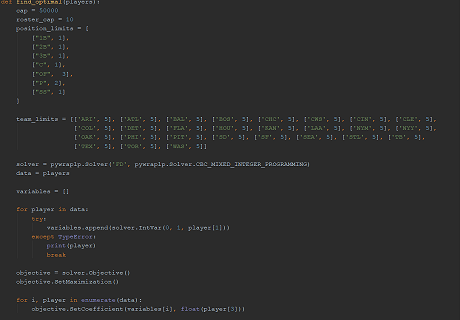 def find_optimal(players):
cap = 50000
roster_cap = 10
position_limits = [
["1B", 1],
["2B", 1],
["3B", 1],
["C", 1],
["OF", 3],
["P", 2],
["SS", 1]
]
team_limits = [['ARI', 5], ['ATL', 5], ['BAL', 5], ['BOS', 5], ['CHC', 5], ['CWS', 5], ['CIN', 5], ['CLE', 5],
['COL', 5], ['DET', 5], ['FLA', 5], ['HOU', 5], ['KAN', 5], ['LAA', 5], ['NYM', 5], ['NYY', 5],
['OAK', 5], ['PHI', 5], ['PIT', 5], ['SD', 5], ['SF', 5], ['SEA', 5], ['STL', 5], ['TB', 5],
['TEX', 5], ['TOR', 5], ['WAS', 5]]
solver = pywraplp.Solver('FD', pywraplp.Solver.CBC_MIXED_INTEGER_PROGRAMMING)
data = players
variables = []
for player in data:
try:
variables.append(solver.IntVar(0, 1, player[1]))
except TypeError:
print(player)
break
objective = solver.Objective()
objective.SetMaximization()
for i, player in enumerate(data):
objective.SetCoefficient(variables[i], float(player[3]))